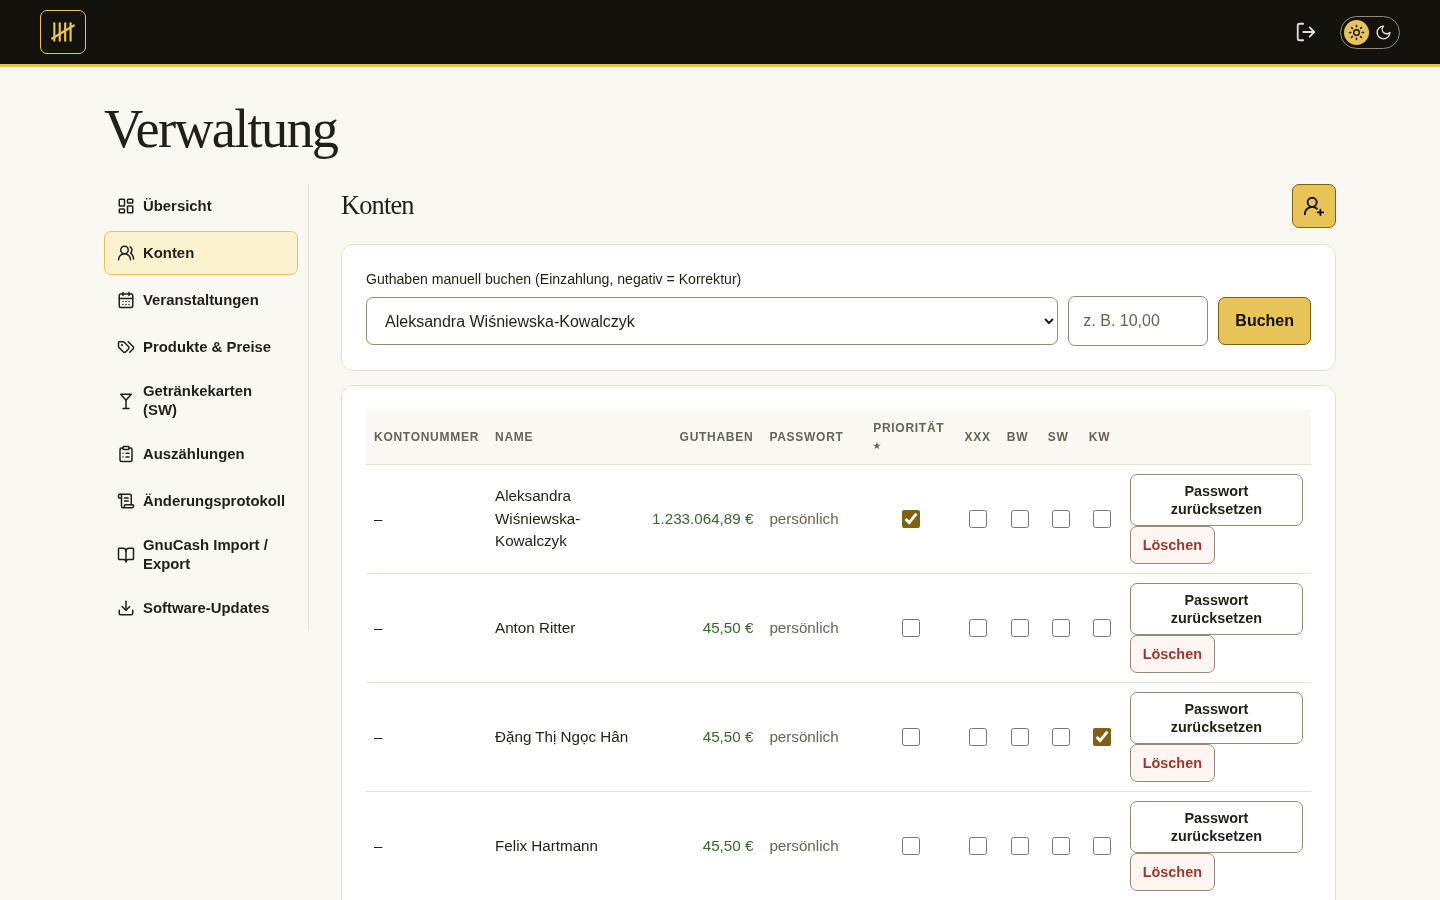 Verwaltung
Übersicht
Konten
Veranstaltungen
Produkte & Preise
Getränkekarten
(SW)
Auszählungen
Änderungsprotokoll
GnuCash Import /
Export
Software-Updates
Konten
Guthaben manuell buchen (Einzahlung, negativ = Korrektur)
Aleksandra Wiśniewska-Kowalczyk
z. B. 10,00
Buchen
KONTONUMMER NAME GUTHABEN PASSWORT PRIORITÄT ★ XXX BW SW KW
– Aleksandra Wiśniewska-Kowalczyk 1.233.064,89 € persönlich
Passwort
zurücksetzen
Löschen
– Anton Ritter 45,50 € persönlich
Passwort
zurücksetzen
Löschen
– Đặng Thị Ngọc Hân 45,50 € persönlich
Passwort
zurücksetzen
Löschen
– Felix Hartmann 45,50 € persönlich
Passwort
zurücksetzen
Löschen